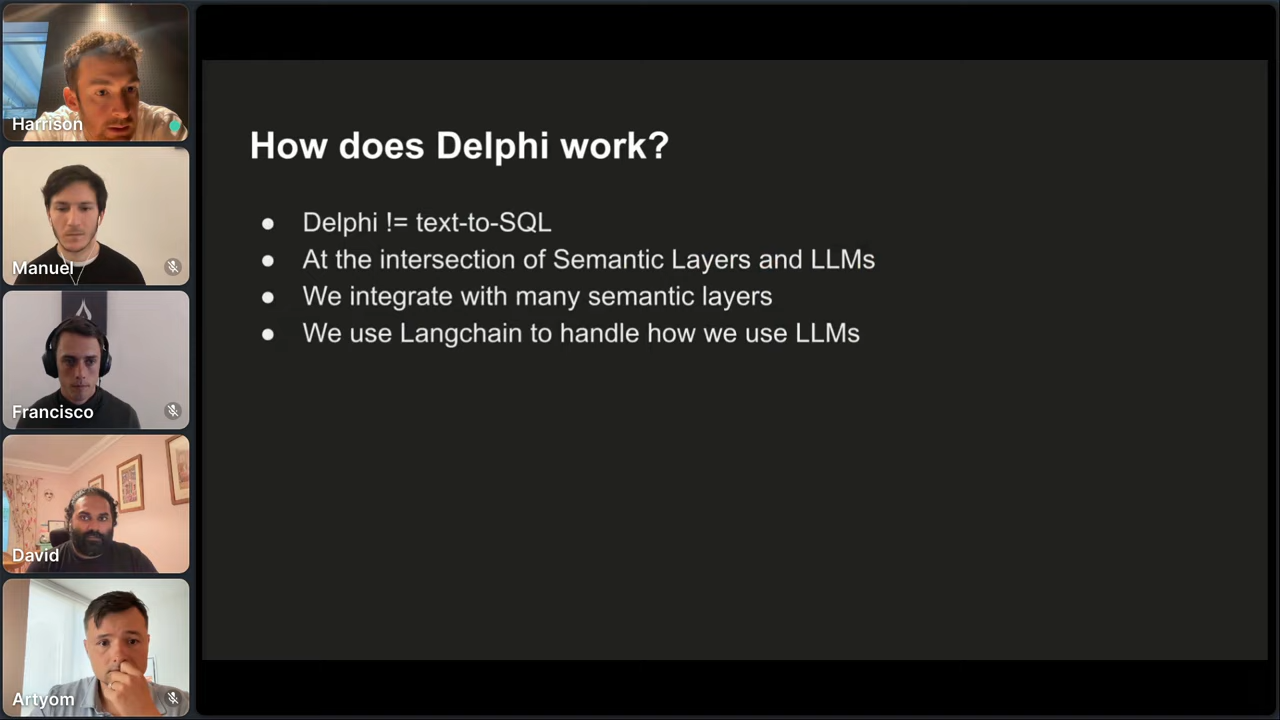 Harrison
Manuel
Francisco
David
Artyom
How does Delphi work?
● Delphi != text-to-SQL
● At the intersection of Semantic Layers and LLMs
● We integrate with many semantic layers
● We use Langchain to handle how we use LLMs